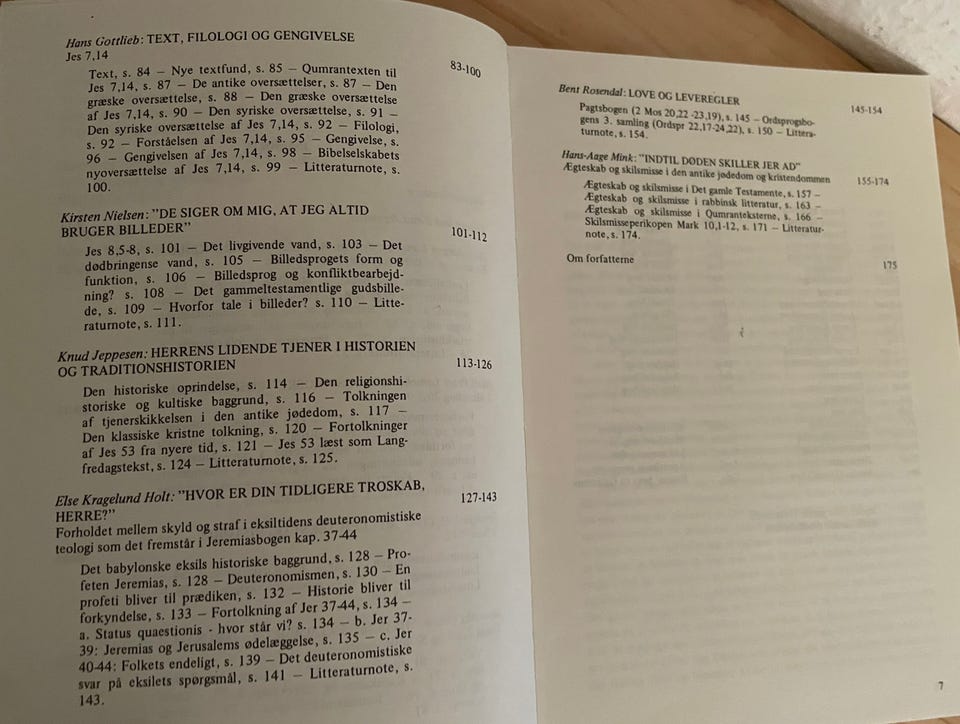 Hans Gottlieb: TEXT, FILOLOGI OG GENGIVELSE
Jes 7,14
83-100
Text, s. 84 — Nye textfund, s. 85 — Qumrantexten til
Jes 7,14, s. 87 — De antike oversættelser, s. 87 — Den
græske oversættelse, s. 88 — Den græske oversættelse
af Jes 7,14, s. 90 — Den syriske oversættelse, s. 91 —
Den syriske oversættelse af Jes 7,14, s. 92 — Filologi,
s. 92 — Forståelsen af Jes 7,14, s. 95 — Gengivelse, s.
96 — Gengivelsen af Jes 7,14, s. 98 — Bibelselskabets
nyoversættelse af Jes 7,14, s. 99 — Litteraturnote, s.
100.
Kirsten Nielsen: "DE SIGER OM MIG, AT JEG ALTID
BRUGER BILLEDER"
101-112
Jes 8,5-8, s. 101 — Det livgivende vand, s. 103 — Det
dødbringense vand, s. 105 — Billedsprogets form og
funktion, s. 106 — Billedsprog og konfliktbearbejd-
ning? s. 108 — Det gammeltestamentlige gudsbille-
de, s. 109 — Hvorfor tale i billeder? s. 110 — Litte-
raturnote, s. 111.
Knud Jeppesen: HERRENS LIDENDE TJENER I HISTORIEN
OG TRADITIONSHISTORIEN
113-126
Den historiske oprindelse, s. 114 — Den religionshi-
storiske og kultiske baggrund, s. 116 — Tolkningen
af tjenerskikkelsen i den antike jødedom, s. 117 —
Den klassiske kristne tolkning, s. 120 — Fortolkninger
af Jes 53 fra nyere tid, s. 121 — Jes 53 læst som Lang-
fredagstekst, s. 124 — Litteraturnote, s. 125.
Else Kragelund Holt: "HVOR ER DIN TIDLIGERE TROSKAB,
HERRE?"
127-143
Forholdet mellem skyld og straf i eksiltidens deuteronomistiske
teologi som det fremstår i Jeremiasbogen kap. 37-44
Det babylonske eksils historiske baggrund, s. 128 — Pro-
feten Jeremias, s. 128 — Deuteronomismen, s. 130 — En
profeti bliver til prædiken, s. 132 — Historie bliver til
forkyndelse, s. 133 — Fortolkning af Jer 37-44, s. 134 —
a. Status quaestionis - hvor står vi? s. 134 — b. Jer 37-
39: Jeremias og Jerusalems ødelæggelse, s. 135 — c. Jer
40-44: Folkets endeligt, s. 139 — Det deuteronomistiske
svar på eksilets spørgsmål, s. 141 — Litteraturnote, s.
143.
Bent Rosendal: LOVE OG LEVEREGLER
145-154
Pagtsbogen (2 Mos 20,22 -23,19), s. 145 — Ordsprogsbo-
gens 3. samling (Ordspr 22,17-24,22), s. 150 — Littera-
turnote, s. 154.
Hans-Aage Mink: "INDTIL DØDEN SKILLER JER AD"
Ægteskab og skilsmisse i den antike jødedom og kristendommen
155-174
Ægteskab og skilsmisse i Det gamle Testamente, s. 157 —
Ægteskab og skilsmisse i rabbinsk litteratur, s. 163 —
Ægteskab og skilsmisse i Qumranteksterne, s. 166 —
Skilsmisseperikopen Mark 10,1-12, s. 171 — Litteratur-
note, s. 174.
Om forfatterne
175
7